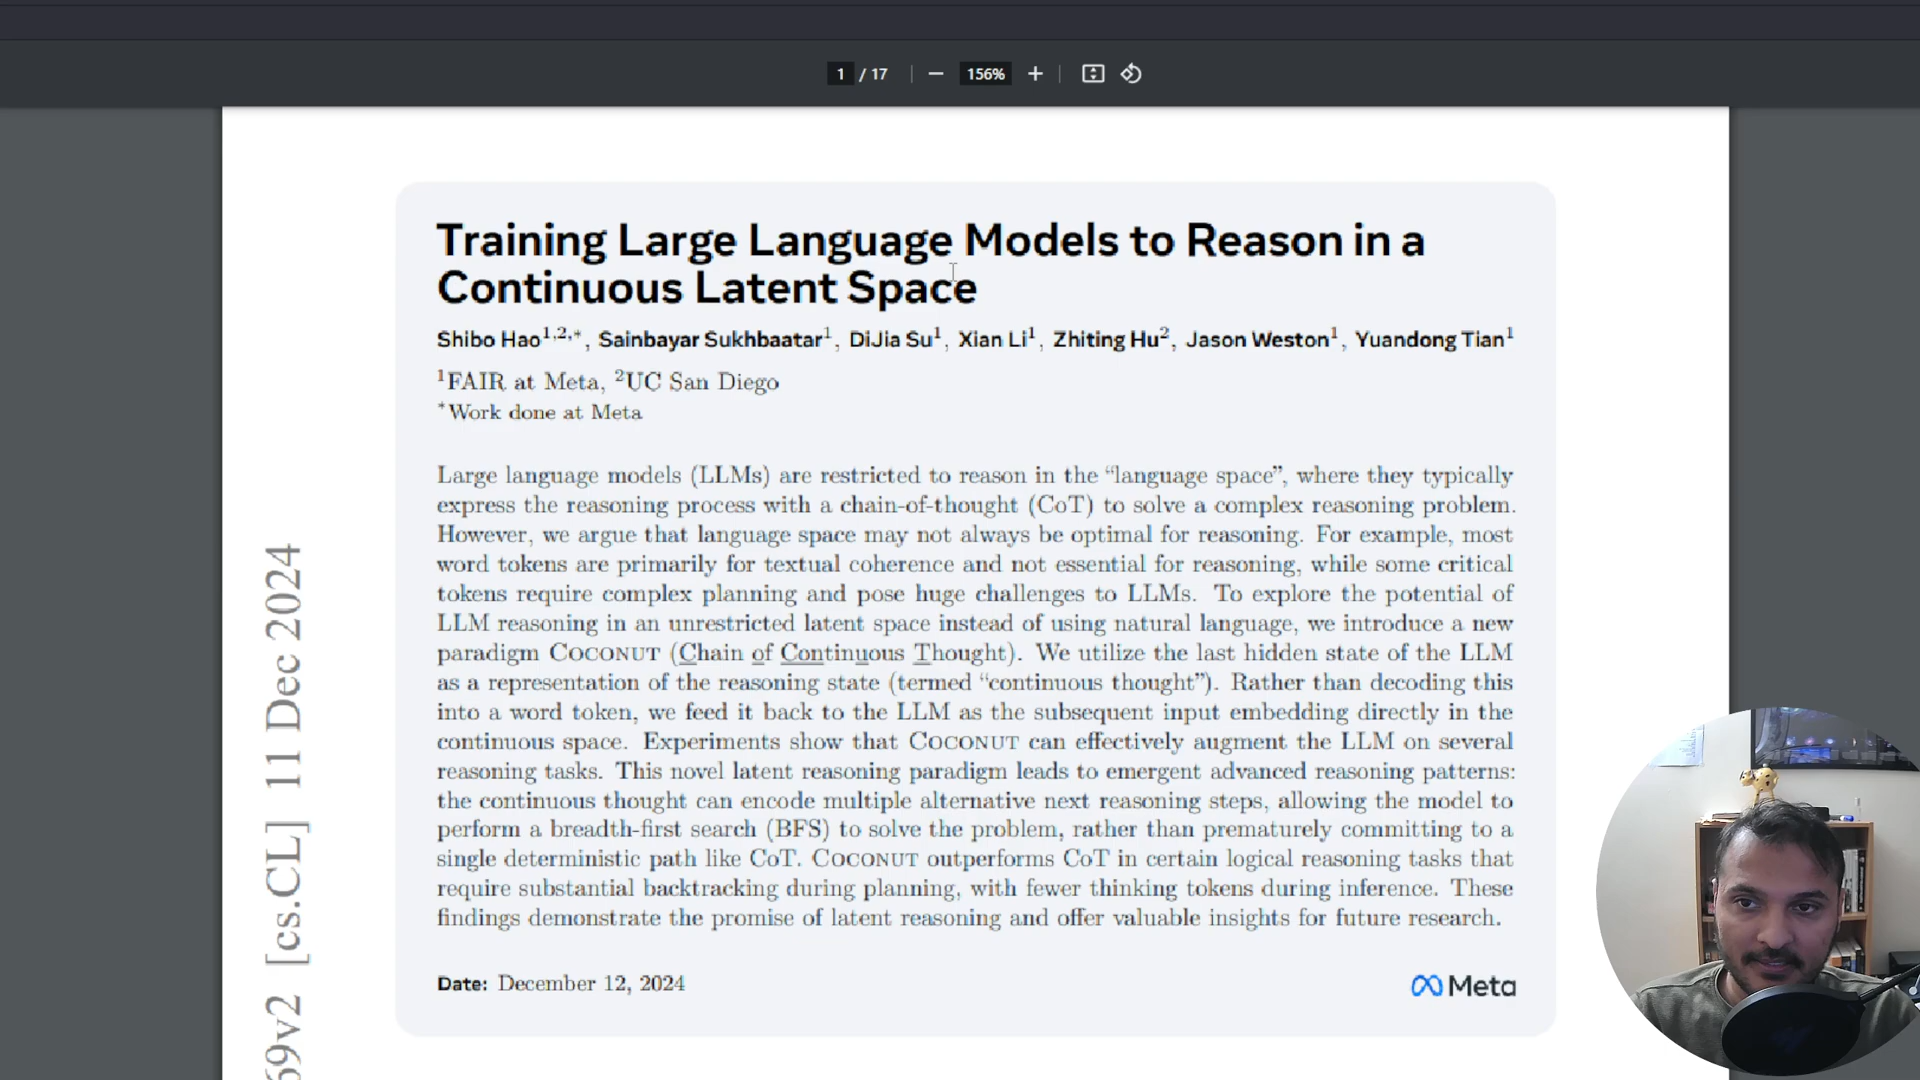 1 / 17 156%
Training Large Language Models to Reason in a
Continuous Latent Space
Shibo Hao1,2,*, Sainbayar Sukhbaatar1, DiJia Su1, Xian Li1, Zhiting Hu2, Jason Weston1, Yuandong Tian1
1FAIR at Meta, 2UC San Diego
*Work done at Meta
Large language models (LLMs) are restricted to reason in the “language space”, where they typically
express the reasoning process with a chain-of-thought (CoT) to solve a complex reasoning problem.
However, we argue that language space may not always be optimal for reasoning. For example, most
word tokens are primarily for textual coherence and not essential for reasoning, while some critical
tokens require complex planning and pose huge challenges to LLMs. To explore the potential of
LLM reasoning in an unrestricted latent space instead of using natural language, we introduce a new
paradigm COCONUT (Chain of Continuous Thought). We utilize the last hidden state of the LLM
as a representation of the reasoning state (termed “continuous thought”). Rather than decoding this
into a word token, we feed it back to the LLM as the subsequent input embedding directly in the
continuous space. Experiments show that COCONUT can effectively augment the LLM on several
reasoning tasks. This novel latent reasoning paradigm leads to emergent advanced reasoning patterns:
the continuous thought can encode multiple alternative next reasoning steps, allowing the model to
perform a breadth-first search (BFS) to solve the problem, rather than prematurely committing to a
single deterministic path like CoT. COCONUT outperforms CoT in certain logical reasoning tasks that
require substantial backtracking during planning, with fewer thinking tokens during inference. These
findings demonstrate the promise of latent reasoning and offer valuable insights for future research.
Date: December 12, 2024
Meta
69v2 [cs.CL] 11 Dec 2024